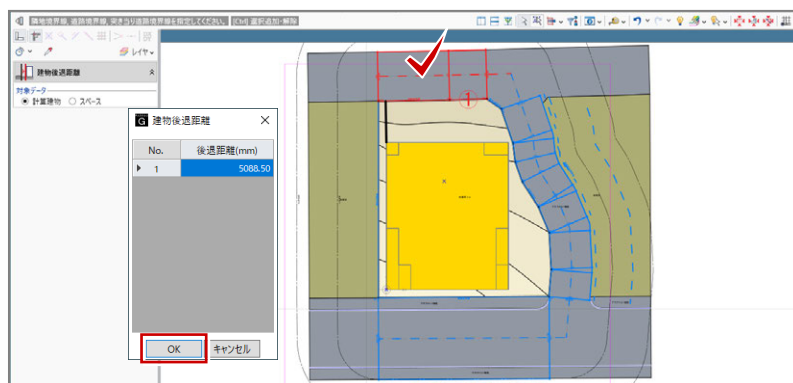 隣地境界線、道路境界線、突き当り道路境界線を指定してください。 [Ctrl] 選択追加・解除
レイヤ
建物後退距離
対象データ
計算建物 スペース
建物後退距離
No. 後退距離(mm)
1 5088.50
OK キャンセル
1